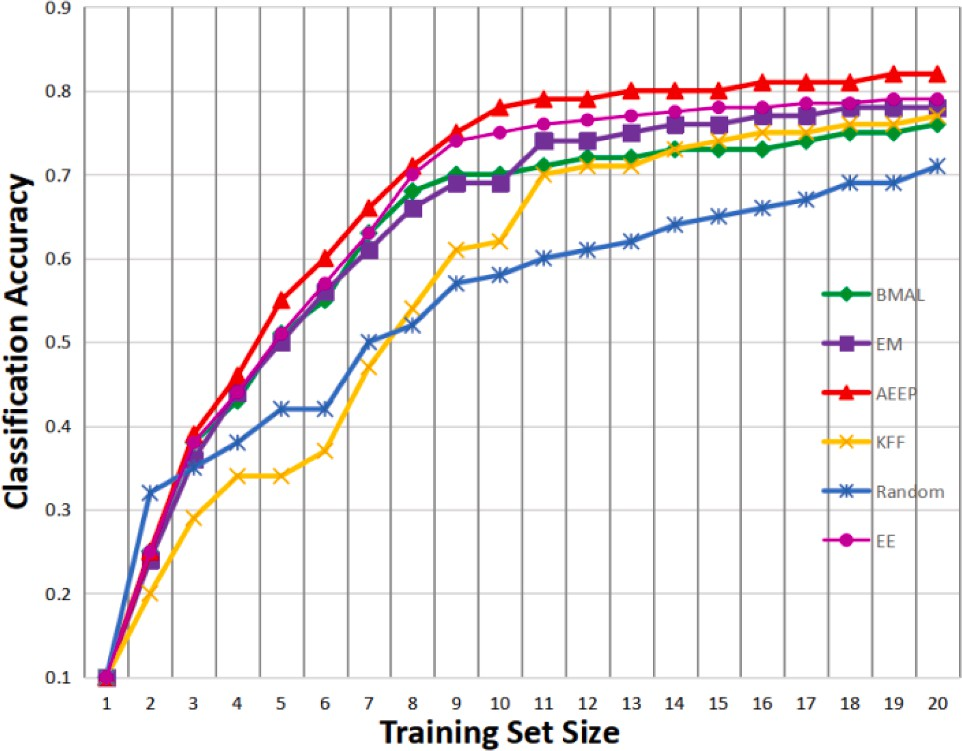 Classification Accuracy
0.9
0.8
0.7
0.6
0.5
0.4
0.3
0.2
0.1
BMAL
EM
AEEP
KFF
Random
EE
1 2 3 4 5 6 7 8 9 10 11 12 13 14 15 16 17 18 19 20
Training Set Size